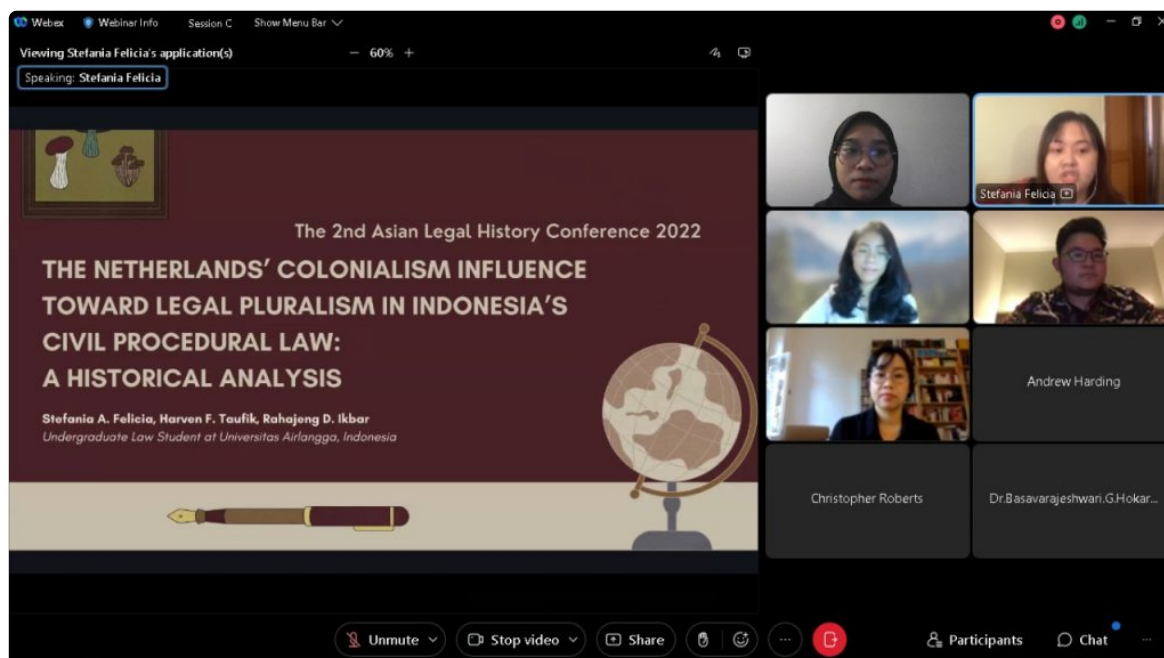 Webex Webinar Info Session C Show Menu Bar
Viewing Stefania Felicia's application(s) − 60% +
Speaking: Stefania Felicia
The 2nd Asian Legal History Conference 2022
THE NETHERLANDS' COLONIALISM INFLUENCE
TOWARD LEGAL PLURALISM IN INDONESIA'S
CIVIL PROCEDURAL LAW:
A HISTORICAL ANALYSIS
Stefania A. Felicia, Harven F. Taufik, Rahajeng D. Ikbar
Undergraduate Law Student at Universitas Airlangga, Indonesia
Stefania Felicia
Andrew Harding
Christopher Roberts
Dr.Basavarajeshwari.G.Hokar...
Unmute Stop video Share ... Participants Chat ...